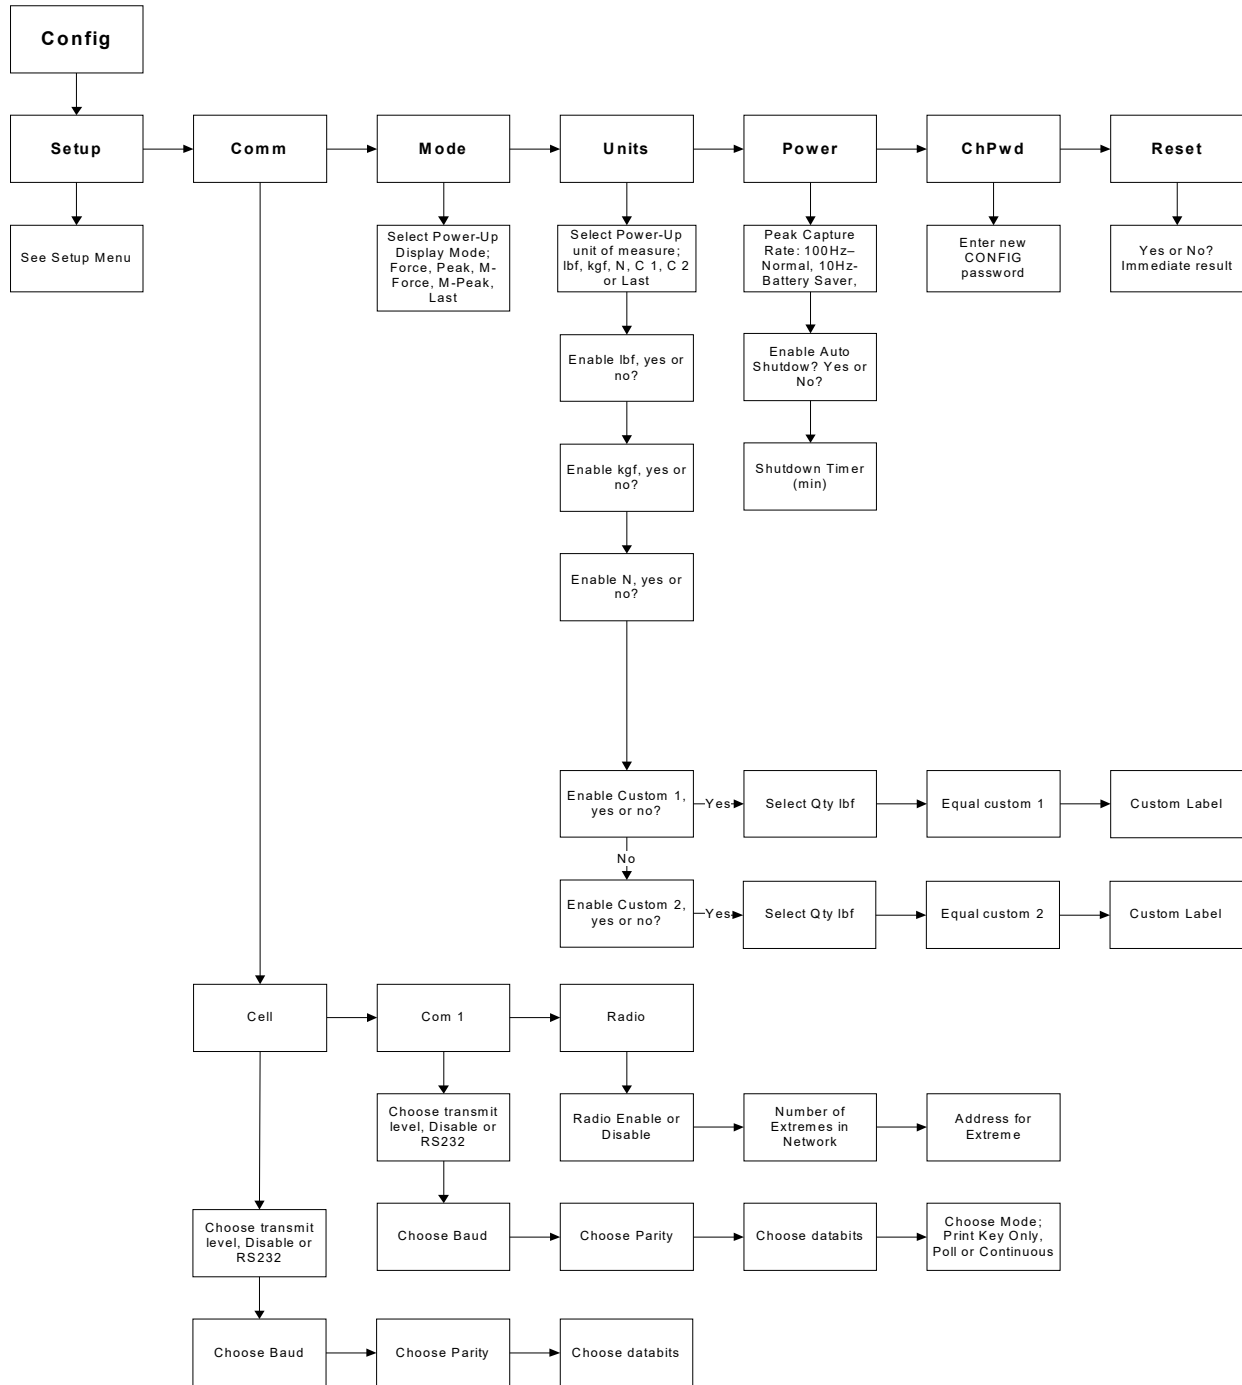 Config
Setup
Comm
Mode
Units
Power
ChPwd
Reset
See Setup Menu
Select Power-Up
Display Mode;
Force, Peak, M-
Force, M-Peak,
Last
Select Power-Up
unit of measure;
lbf, kgf, N, C 1, C 2
or Last
Peak Capture
Rate: 100Hz–
Normal, 10Hz-
Battery Saver,
Enter new
CONFIG
password
Yes or No?
Immediate result
Enable lbf, yes or
no?
Enable Auto
Shutdow? Yes or
No?
Enable kgf, yes or
no?
Shutdown Timer
(min)
Enable N, yes or
no?
Enable Custom 1,
yes or no?
Yes
Select Qty lbf
Equal custom 1
Custom Label
No
Enable Custom 2,
yes or no?
Yes
Select Qty lbf
Equal custom 2
Custom Label
Cell
Com 1
Radio
Choose transmit
level, Disable or
RS232
Radio Enable or
Disable
Number of
Extremes in
Network
Address for
Extreme
Choose transmit
level, Disable or
RS232
Choose Baud
Choose Parity
Choose databits
Choose Mode;
Print Key Only,
Poll or Continuous
Choose Baud
Choose Parity
Choose databits